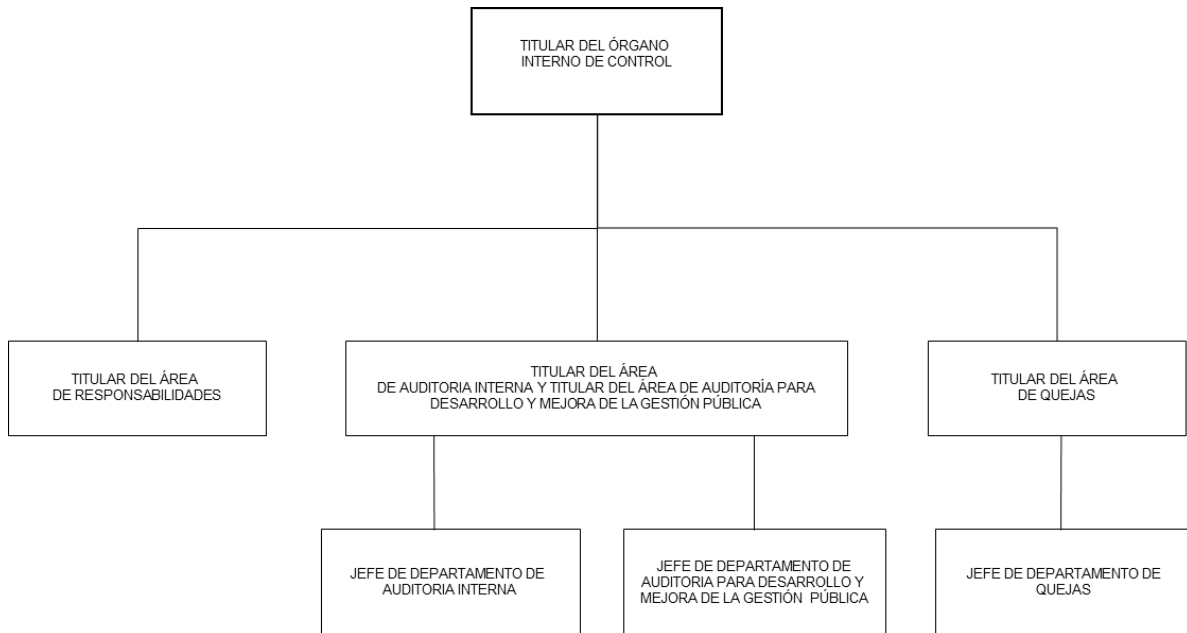 TITULAR DEL ÓRGANO
INTERNO DE CONTROL
TITULAR DEL ÁREA
DE RESPONSABILIDADES
TITULAR DEL ÁREA
DE AUDITORIA INTERNA Y TITULAR DEL ÁREA DE AUDITORÍA PARA
DESARROLLO Y MEJORA DE LA GESTIÓN PÚBLICA
TITULAR DEL ÁREA
DE QUEJAS
JEFE DE DEPARTAMENTO DE
AUDITORIA INTERNA
JEFE DE DEPARTAMENTO DE
AUDITORIA PARA DESARROLLO Y
MEJORA DE LA GESTIÓN PÚBLICA
JEFE DE DEPARTAMENTO DE
QUEJAS